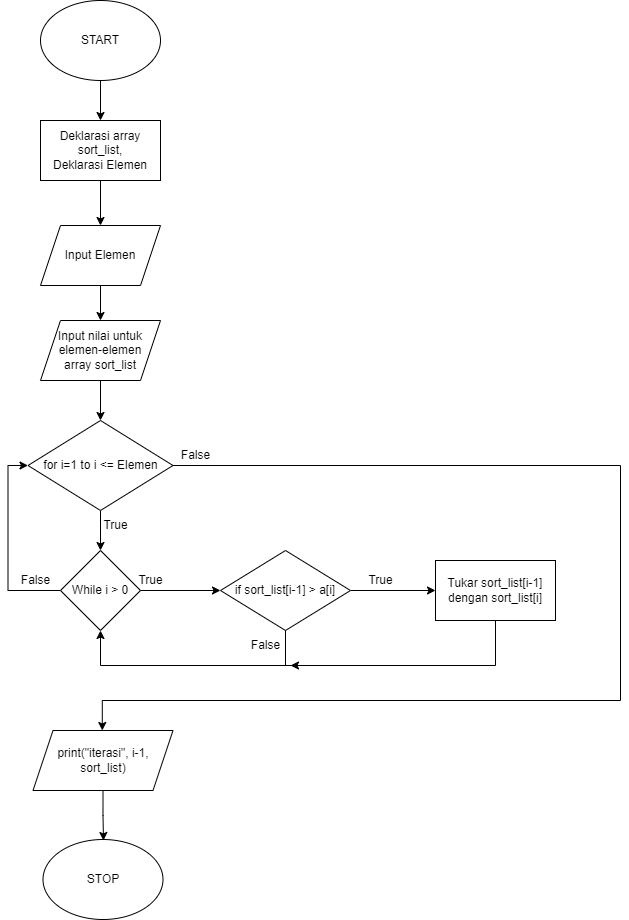 START
Deklarasi array
sort_list,
Deklarasi Elemen
Input Elemen
Input nilai untuk
elemen-elemen
array sort_list
for i=1 to i <= Elemen
False
True
While i > 0
False
True
if sort_list[i-1] > a[i]
True
False
Tukar sort_list[i-1]
dengan sort_list[i]
print("iterasi", i-1,
sort_list)
STOP